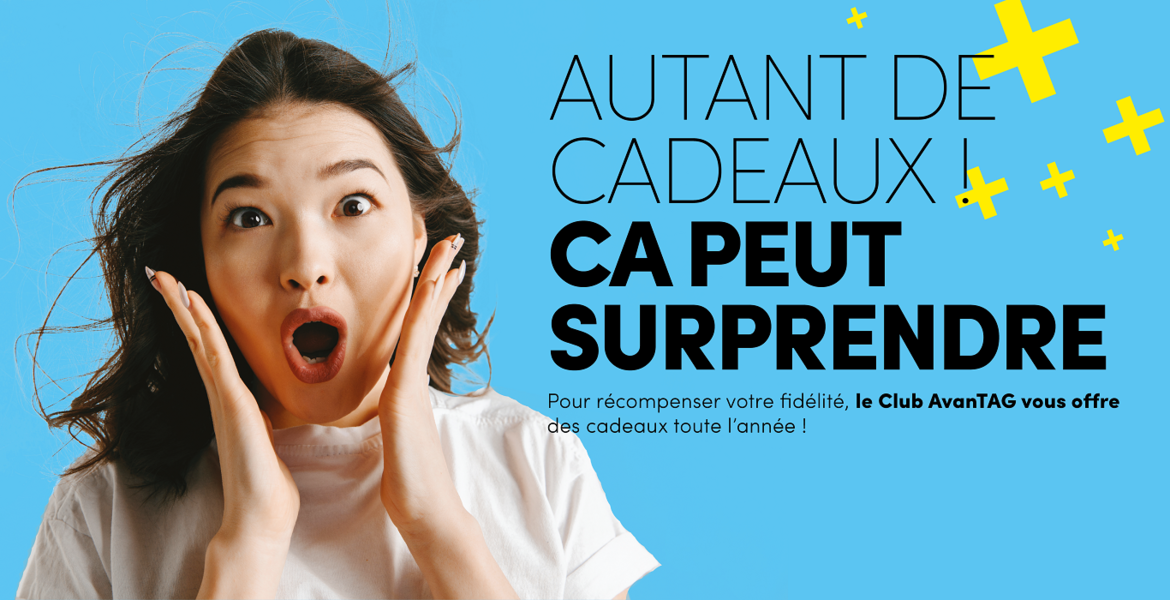 AUTANT DE
CADEAUX !
CA PEUT
SURPRENDRE
Pour récompenser votre fidélité, le Club AvanTAG vous offre
des cadeaux toute l'année !